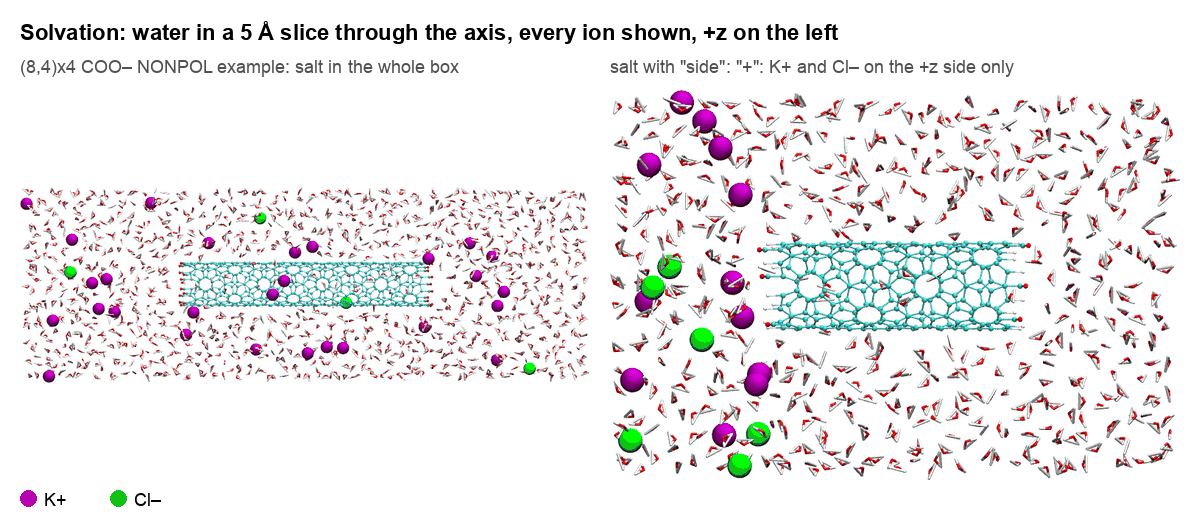 Solvation: water in a 5 Å slice through the axis, every ion shown, +z on the left
(8,4)x4 COO– NONPOL example: salt in the whole box
salt with "side": "+": K+ and Cl– on the +z side only
K+
Cl–